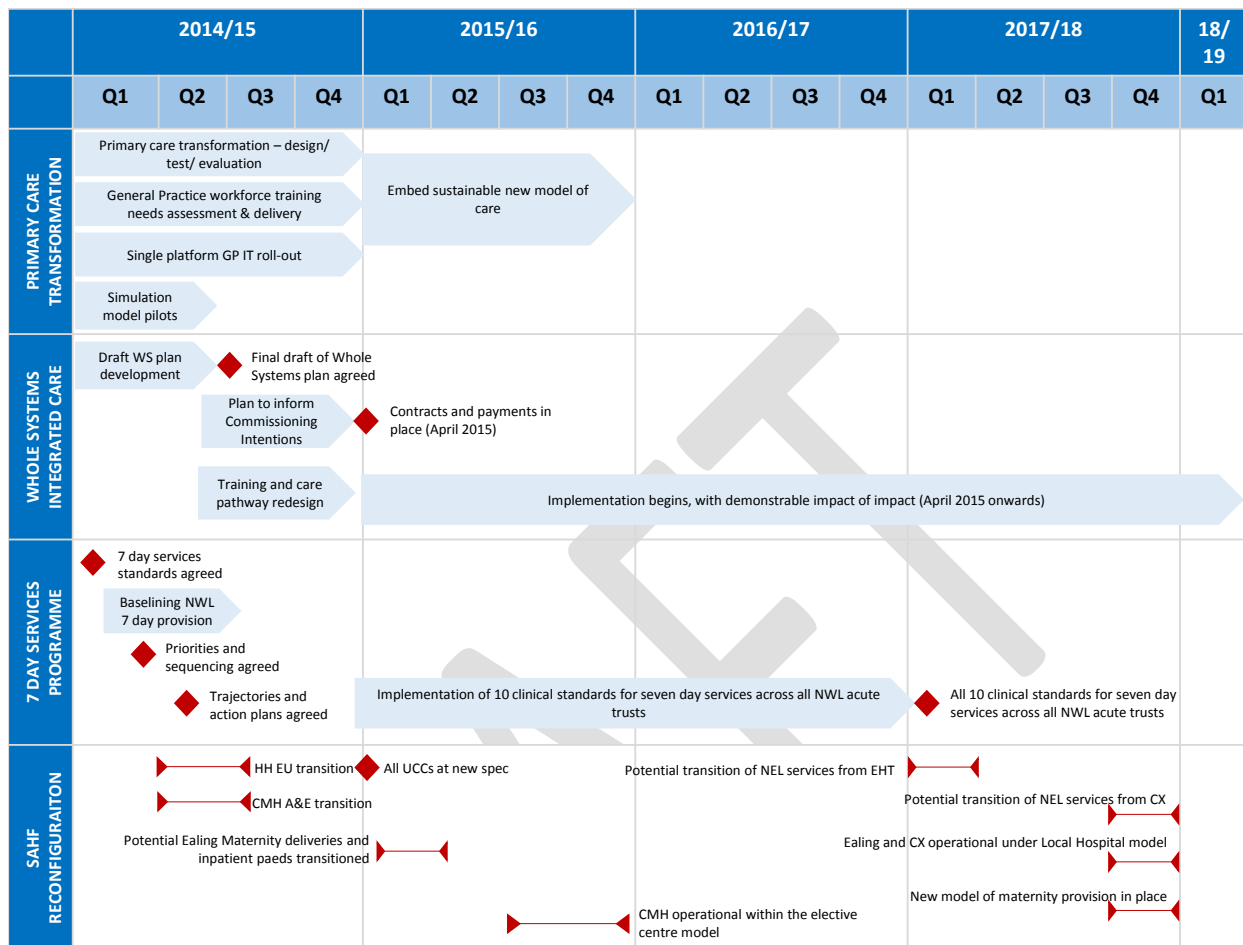 2014/15
2015/16
2016/17
2017/18
18/
19
Q1
Q2
Q3
Q4
Q1
Q2
Q3
Q4
Q1
Q2
Q3
Q4
Q1
Q2
Q3
Q4
Q1
PRIMARY CARE
TRANSFORMATION
Primary care transformation – design/
test/ evaluation
General Practice workforce training
needs assessment & delivery
Single platform GP IT roll-out
Simulation
model pilots
Embed sustainable new model of
care
WHOLE SYSTEMS
INTEGRATED CARE
Draft WS plan
development
Final draft of Whole
Systems plan agreed
Plan to inform
Commissioning
Intentions
Contracts and payments in
place (April 2015)
Training and care
pathway redesign
Implementation begins, with demonstrable impact of impact (April 2015 onwards)
7 DAY SERVICES
PROGRAMME
7 day services
standards agreed
Baselining NWL
7 day provision
Priorities and
sequencing agreed
Trajectories and
action plans agreed
Implementation of 10 clinical standards for seven day services across all NWL acute
trusts
All 10 clinical standards for seven day
services across all NWL acute trusts
SAHF
RECONFIGURAITON
HH EU transition
All UCCs at new spec
Potential transition of NEL services from EHT
CMH A&E transition
Potential transition of NEL services from CX
Potential Ealing Maternity deliveries and
inpatient paeds transitioned
Ealing and CX operational under Local Hospital model
New model of maternity provision in place
CMH operational within the elective
centre model